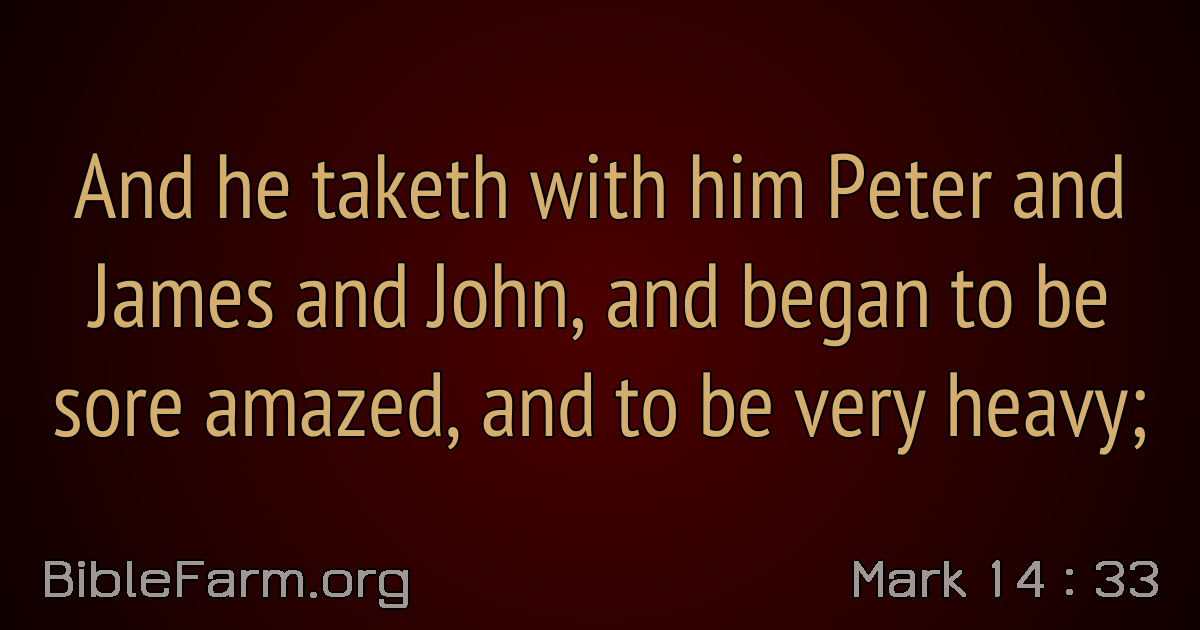 And he taketh with him Peter and
James and John, and began to be
sore amazed, and to be very heavy;
BibleFarm.org
Mark 14 : 33